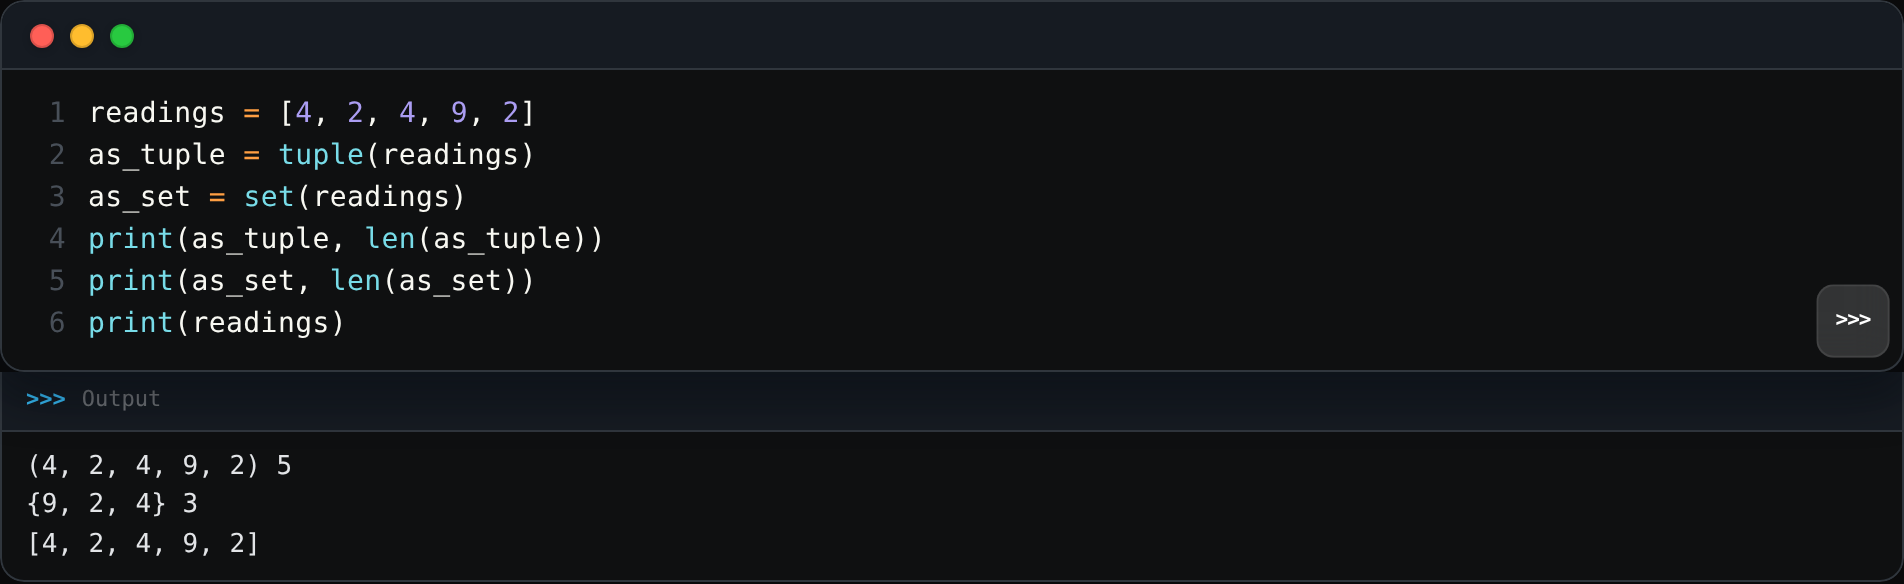 1 readings = [4, 2, 4, 9, 2]
2 as_tuple = tuple(readings)
3 as_set = set(readings)
4 print(as_tuple, len(as_tuple))
5 print(as_set, len(as_set))
6 print(readings)
>>>
>>> Output
(4, 2, 4, 9, 2) 5
{9, 2, 4} 3
[4, 2, 4, 9, 2]